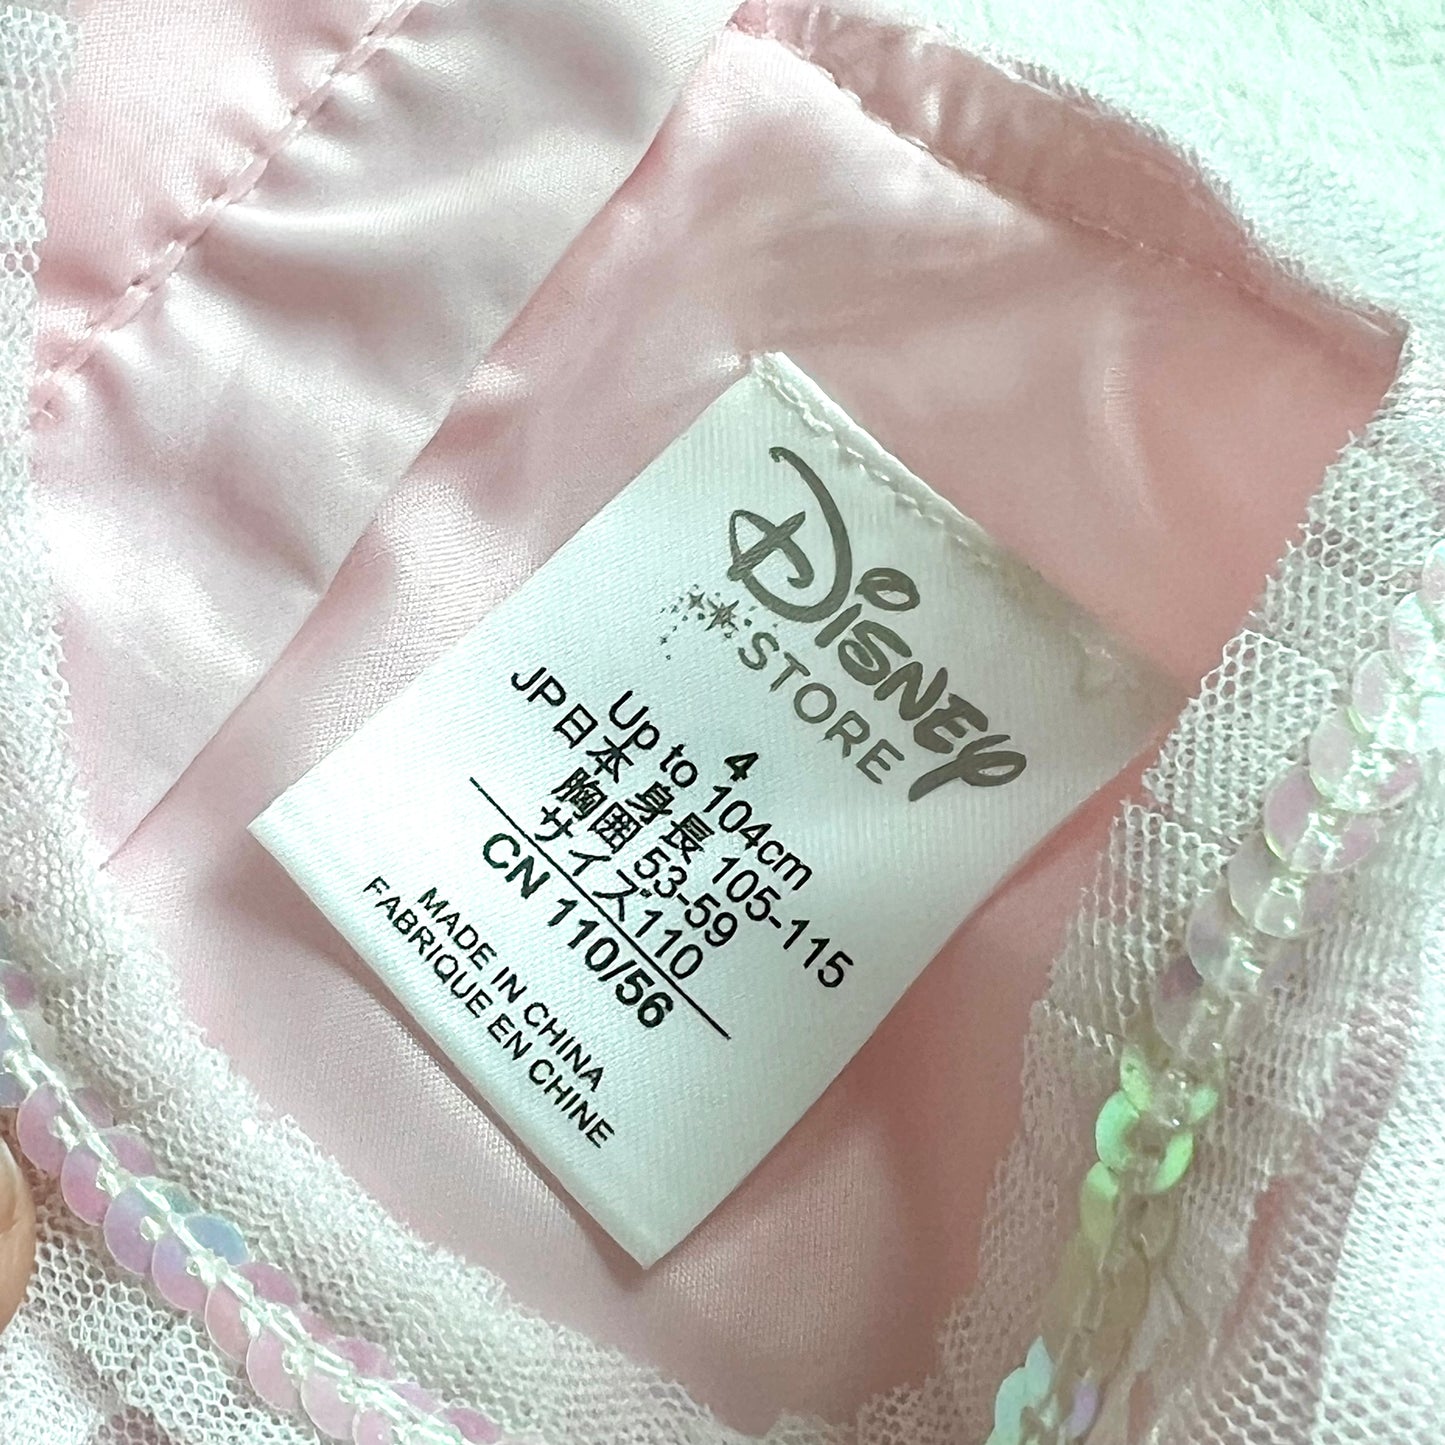 Disney
STORE
4
Up to 104cm
JP日本 身長 105-115
胸囲 53-59
サイズ110
CN 110/56
MADE IN CHINA
FABRIQUE EN CHINE